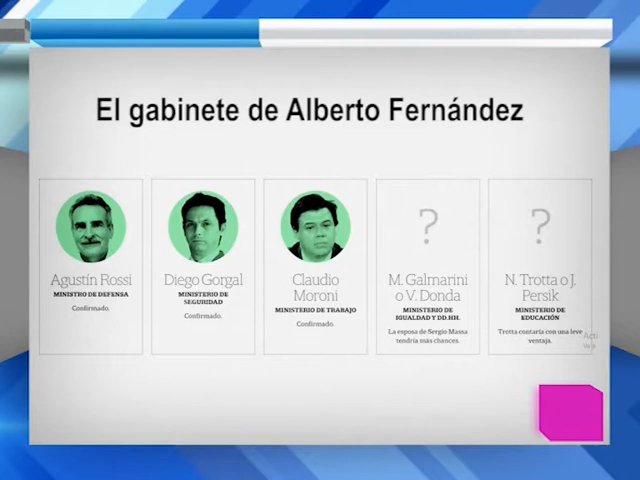 El gabinete de Alberto Fernández
Agustín Rossi
MINISTRO DE DEFENSA
Confirmado.
Diego Gorgal
MINISTERIO DE
SEGURIDAD
Confirmado.
Claudio
Moroni
MINISTERIO DE TRABAJO
Confirmado.
?
M. Galmarini
o V. Donda
MINISTERIO DE
IGUALDAD Y DD.HH.
La esposa de Sergio Massa
tendría más chances.
?
N. Trotta o J.
Persik
MINISTERIO DE
EDUCACIÓN
Trotta contaría con una leve
ventaja.
Acti